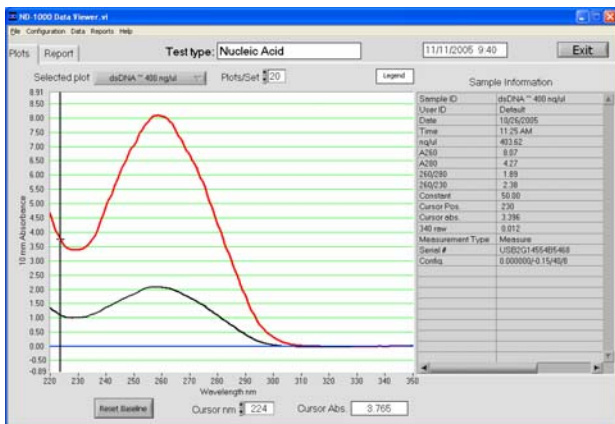 ND-1000 Data Viewer.vi
File Configuration Data Reports Help
Plots Report Test type: Nucleic Acid 11/11/2005 9:40 Exit
Selected plot dsDNA ~ 400 ng/ul Plots/Set 20 Legend
Sample Information
Sample ID dsDNA ~ 400 ng/ul
User ID Default
Date 10/26/2005
Time 11:25 AM
ng/ul 403.62
A260 8.07
A280 4.27
260/280 1.89
260/230 2.38
Constant 50.00
Cursor Pos. 230
Cursor abs. 3.396
340 raw 0.012
Measurement Type Measure
Serial # USB2G14554B5468
Config 0.000000/-0.15/40/8
10 mm Absorbance
8.91
8.50
8.00
7.50
7.00
6.50
6.00
5.50
5.00
4.50
4.00
3.50
3.00
2.50
2.00
1.50
1.00
0.50
0.00
-0.50
-0.89
220 230 240 250 260 270 280 290 300 310 320 330 340 350
Wavelength nm
Reset Baseline Cursor nm 224 Cursor Abs. 3.765